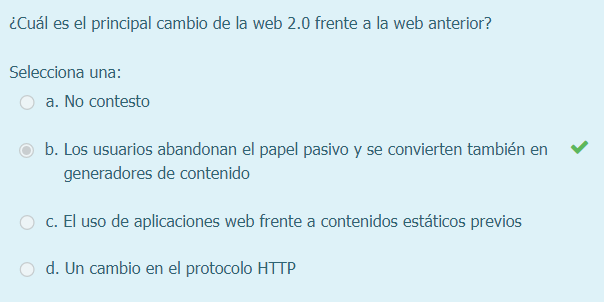 ¿Cuál es el principal cambio de la web 2.0 frente a la web anterior?
Selecciona una:
a. No contesto
b. Los usuarios abandonan el papel pasivo y se convierten también en
generadores de contenido
c. El uso de aplicaciones web frente a contenidos estáticos previos
d. Un cambio en el protocolo HTTP